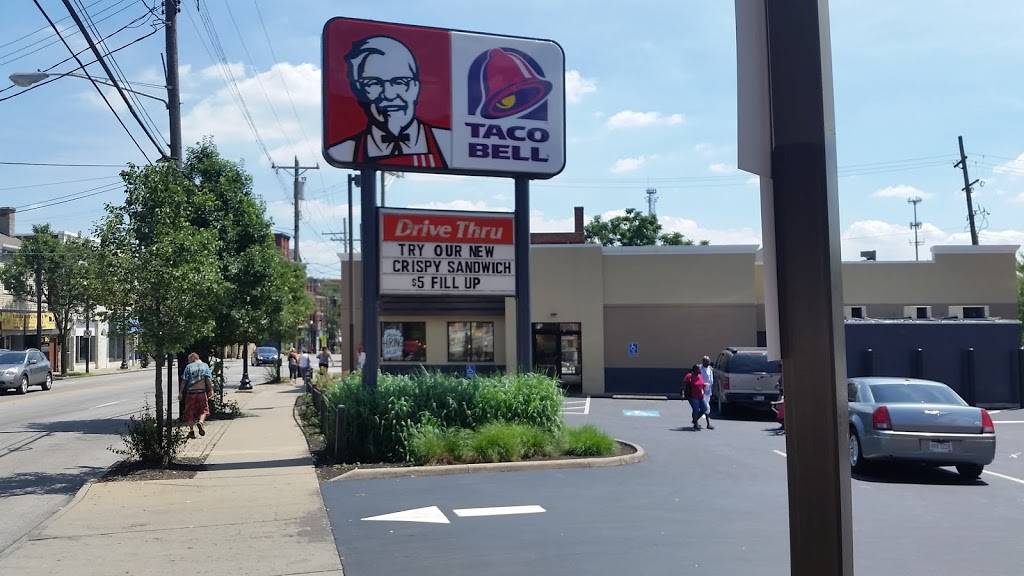 TACO
BELL
Drive Thru
TRY OUR NEW
CRISPY SANDWICH
$5 FILL UP